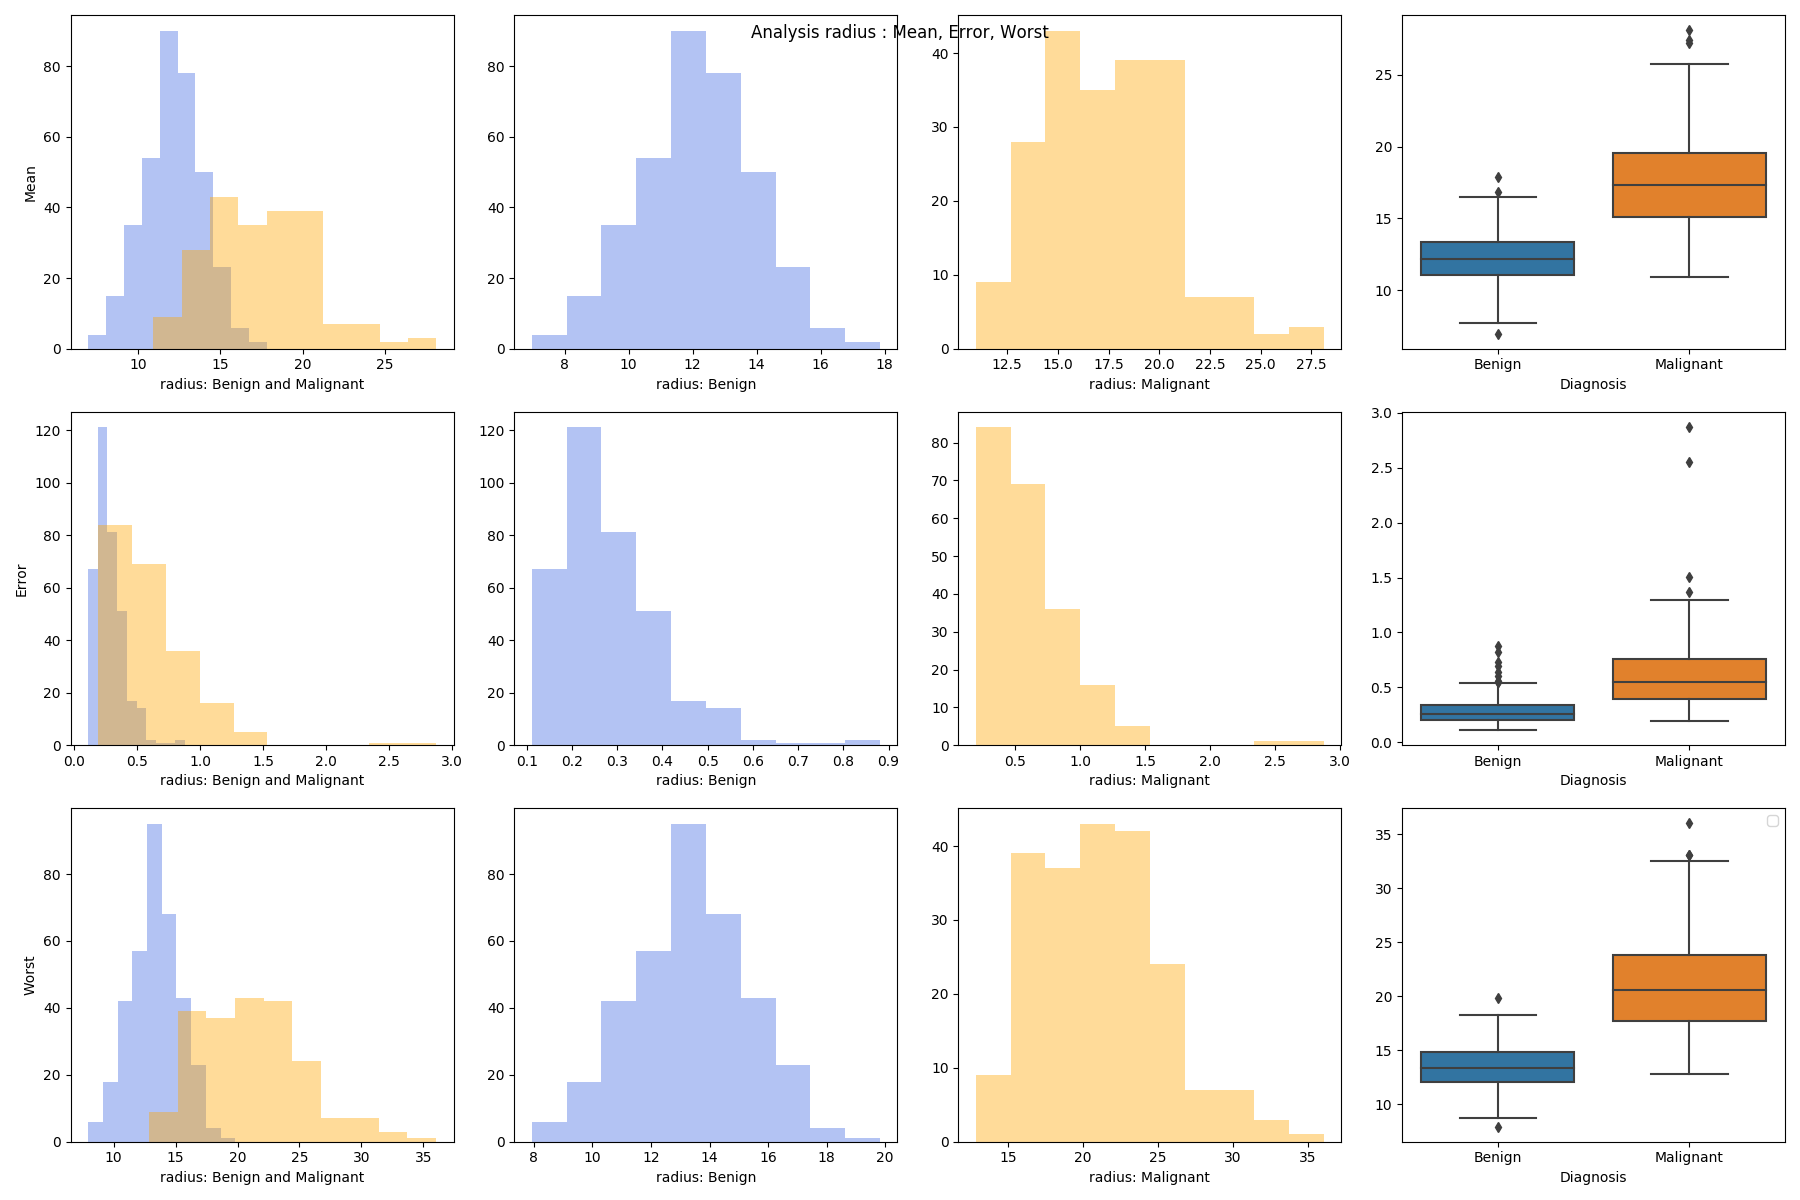 Analysis radius : Mean, Error, Worst
Mean
80
60
40
20
0
10 15 20 25
radius: Benign and Malignant
80
60
40
20
0
8 10 12 14 16 18
radius: Benign
40
30
20
10
0
12.5 15.0 17.5 20.0 22.5 25.0 27.5
radius: Malignant
25
20
15
10
Benign Malignant
Diagnosis
Error
120
100
80
60
40
20
0
0.0 0.5 1.0 1.5 2.0 2.5 3.0
radius: Benign and Malignant
120
100
80
60
40
20
0
0.1 0.2 0.3 0.4 0.5 0.6 0.7 0.8 0.9
radius: Benign
80
70
60
50
40
30
20
10
0
0.5 1.0 1.5 2.0 2.5 3.0
radius: Malignant
3.0
2.5
2.0
1.5
1.0
0.5
0.0
Benign Malignant
Diagnosis
Worst
80
60
40
20
0
10 15 20 25 30 35
radius: Benign and Malignant
80
60
40
20
0
8 10 12 14 16 18 20
radius: Benign
40
30
20
10
0
15 20 25 30 35
radius: Malignant
35
30
25
20
15
10
Benign Malignant
Diagnosis